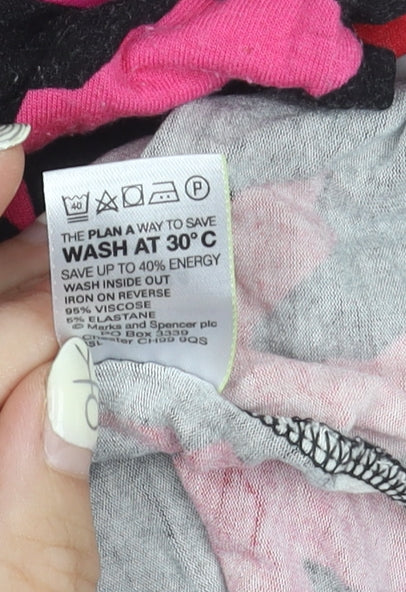 40 P
THE PLAN A WAY TO SAVE
WASH AT 30°C
SAVE UP TO 40% ENERGY
WASH INSIDE OUT
IRON ON REVERSE
95% VISCOSE
5% ELASTANE
© Marks and Spencer plc
PO Box 3339
Chester CH99 9QS